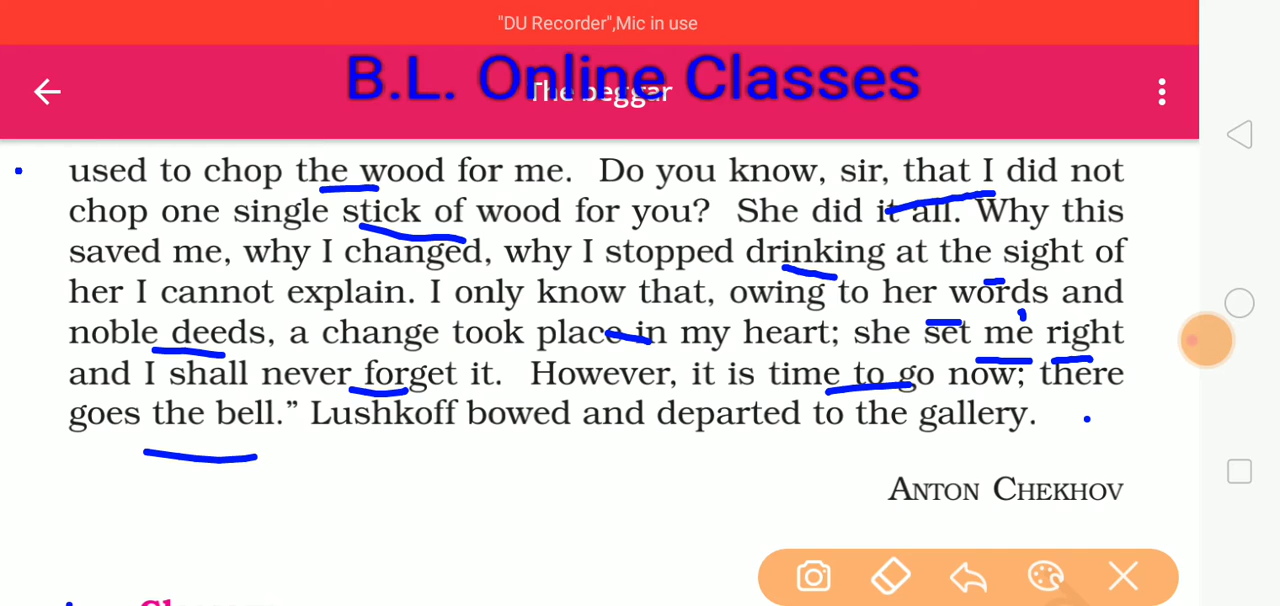 "DU Recorder",Mic in use
B.L. Online Classes
The beggar
used to chop the wood for me. Do you know, sir, that I did not
chop one single stick of wood for you? She did it all. Why this
saved me, why I changed, why I stopped drinking at the sight of
her I cannot explain. I only know that, owing to her words and
noble deeds, a change took place in my heart; she set me right
and I shall never forget it. However, it is time to go now; there
goes the bell.” Lushkoff bowed and departed to the gallery.
ANTON CHEKHOV